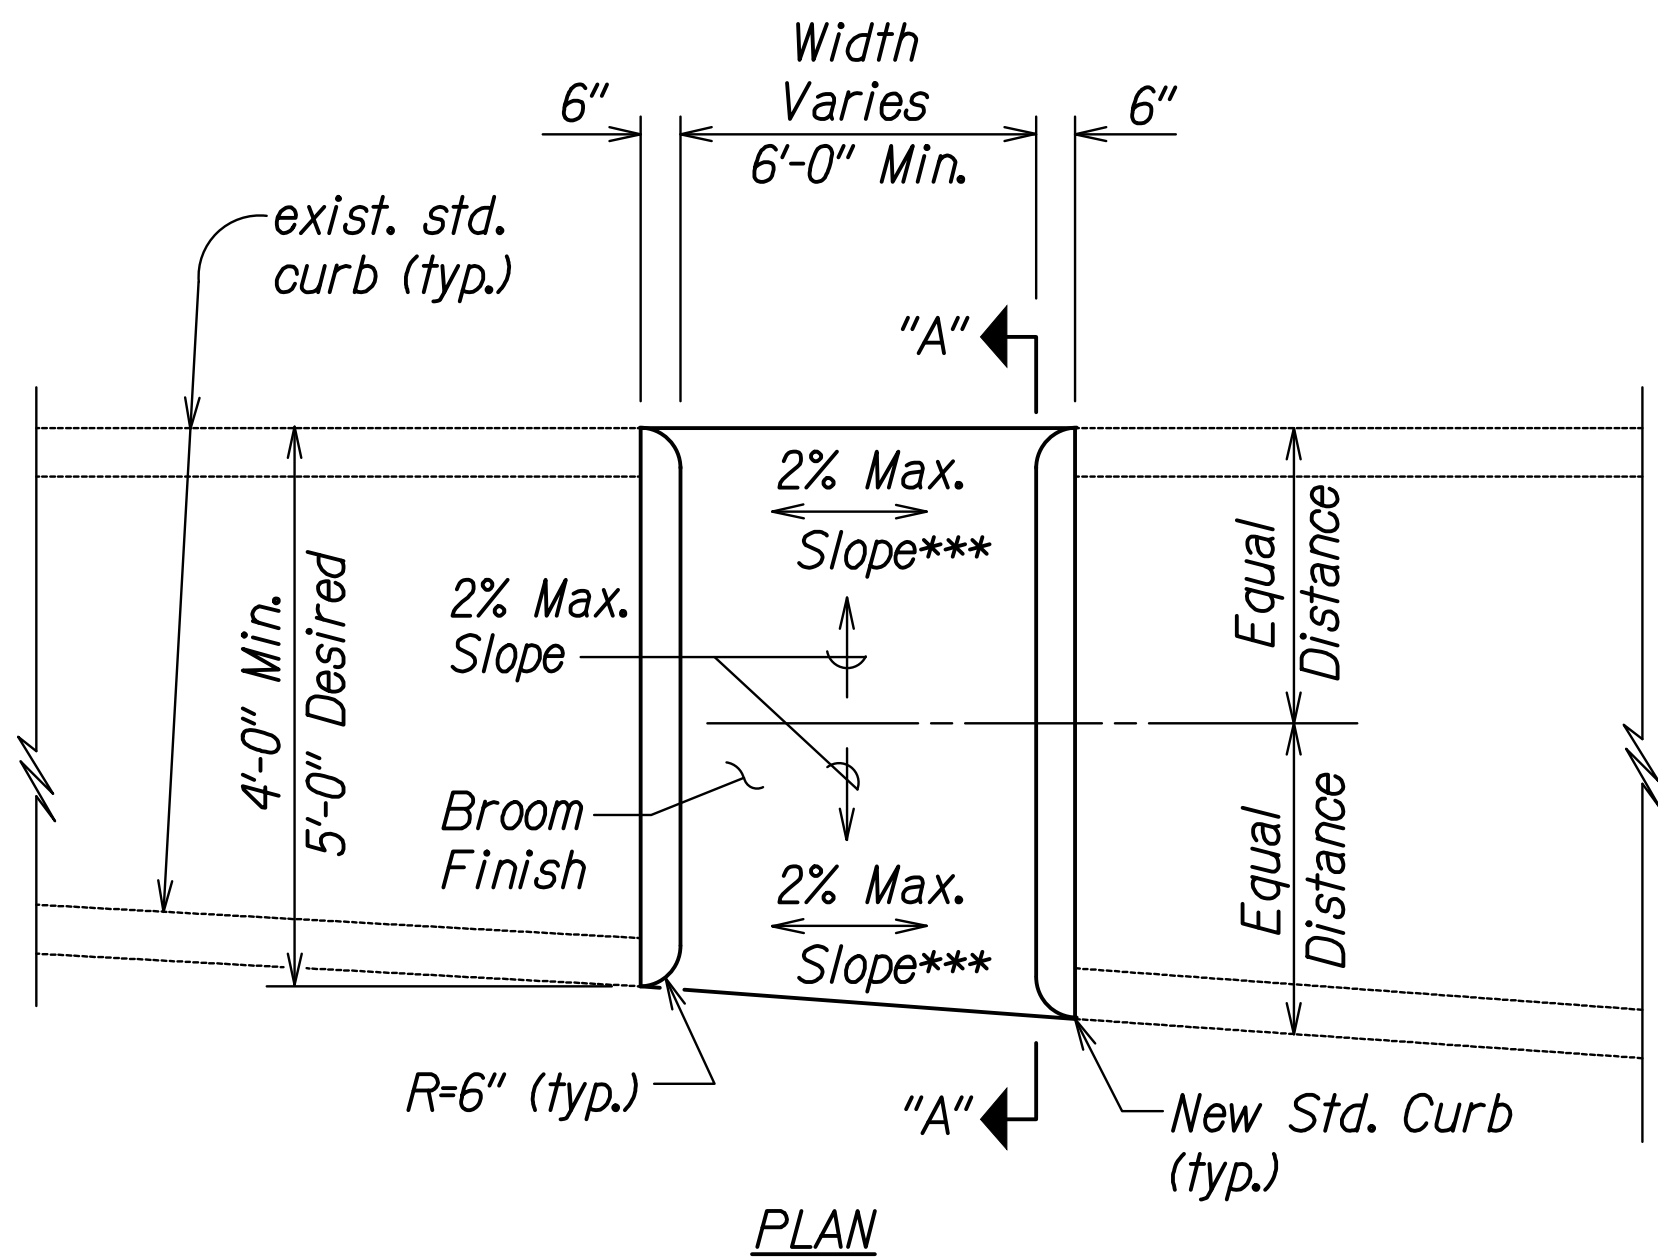 Width
Varies
6'-0" Min.
6"
6"
exist. std.
curb (typ.)
"A"
2% Max.
Slope***
2% Max.
Slope
4'-0" Min.
5'-0" Desired
Equal
Distance
Broom
Finish
Equal
Distance
2% Max.
Slope***
R=6" (typ.)
"A"
New Std. Curb
(typ.)
PLAN